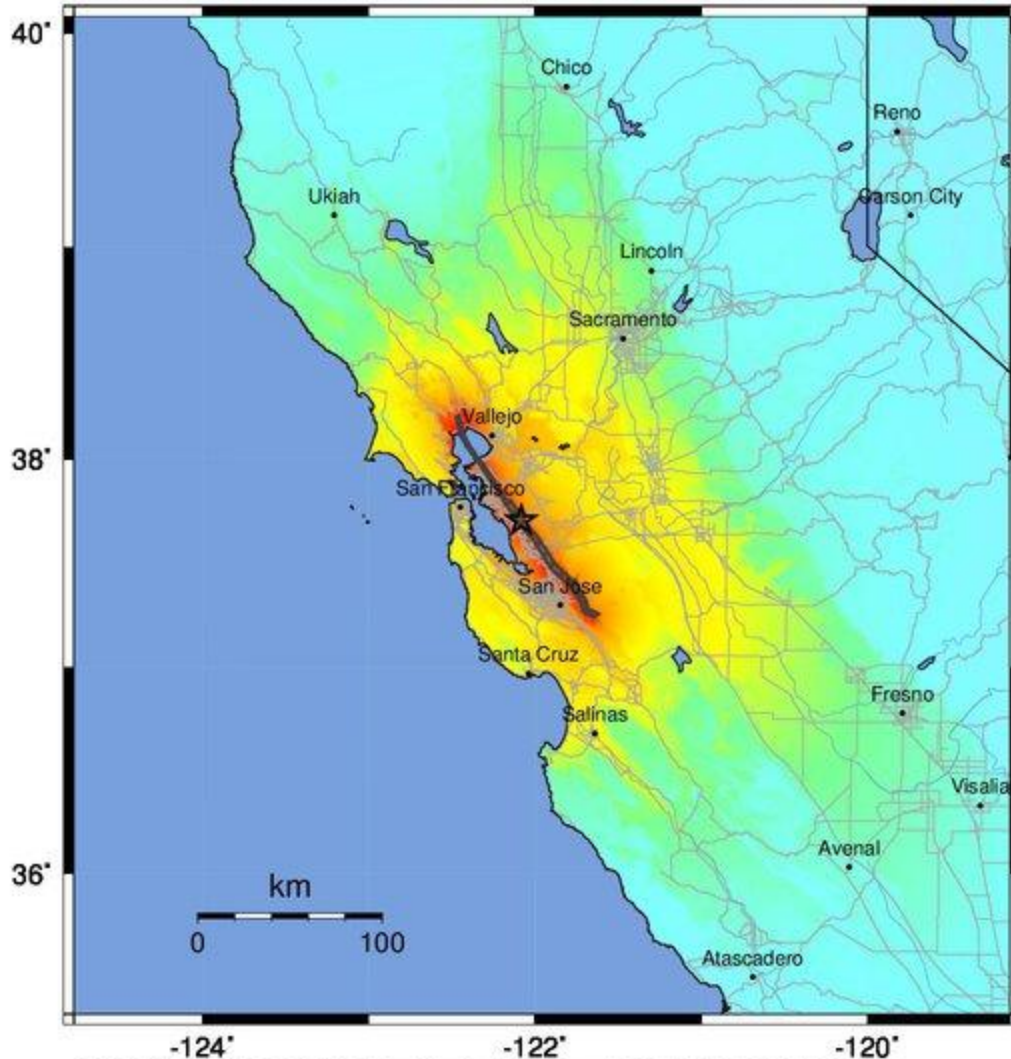 40°
Chico
Reno
Ukiah
Carson City
Lincoln
Sacramento
Vallejo
38°
San Francisco
San Jose
Santa Cruz
Fresno
Salinas
Visalia
Avenal
36°
km
0 100
Atascadero
-124° -122° -120°